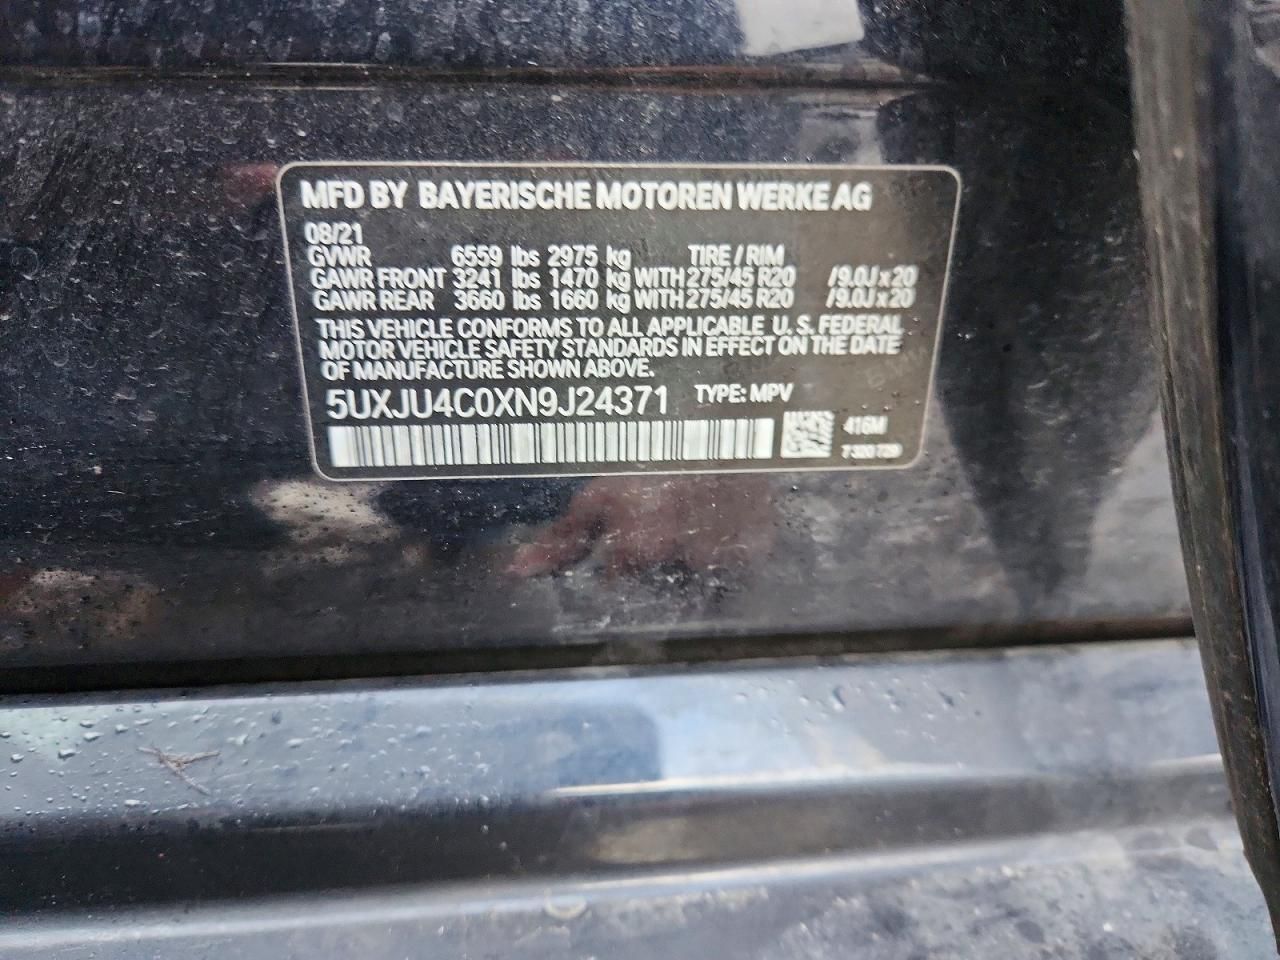 MFD BY BAYERISCHE MOTOREN WERKE AG
08/21
GVWR 6559 lbs 2975 kg TIRE / RIM
GAWR FRONT 3241 lbs 1470 kg WITH 275/45 R20 /9.0J x 20
GAWR REAR 3660 lbs 1660 kg WITH 275/45 R20 /9.0J x 20
THIS VEHICLE CONFORMS TO ALL APPLICABLE U. S. FEDERAL
MOTOR VEHICLE SAFETY STANDARDS IN EFFECT ON THE DATE
OF MANUFACTURE SHOWN ABOVE.
5UXJU4C0XN9J24371 TYPE: MPV
416M
7 320 729